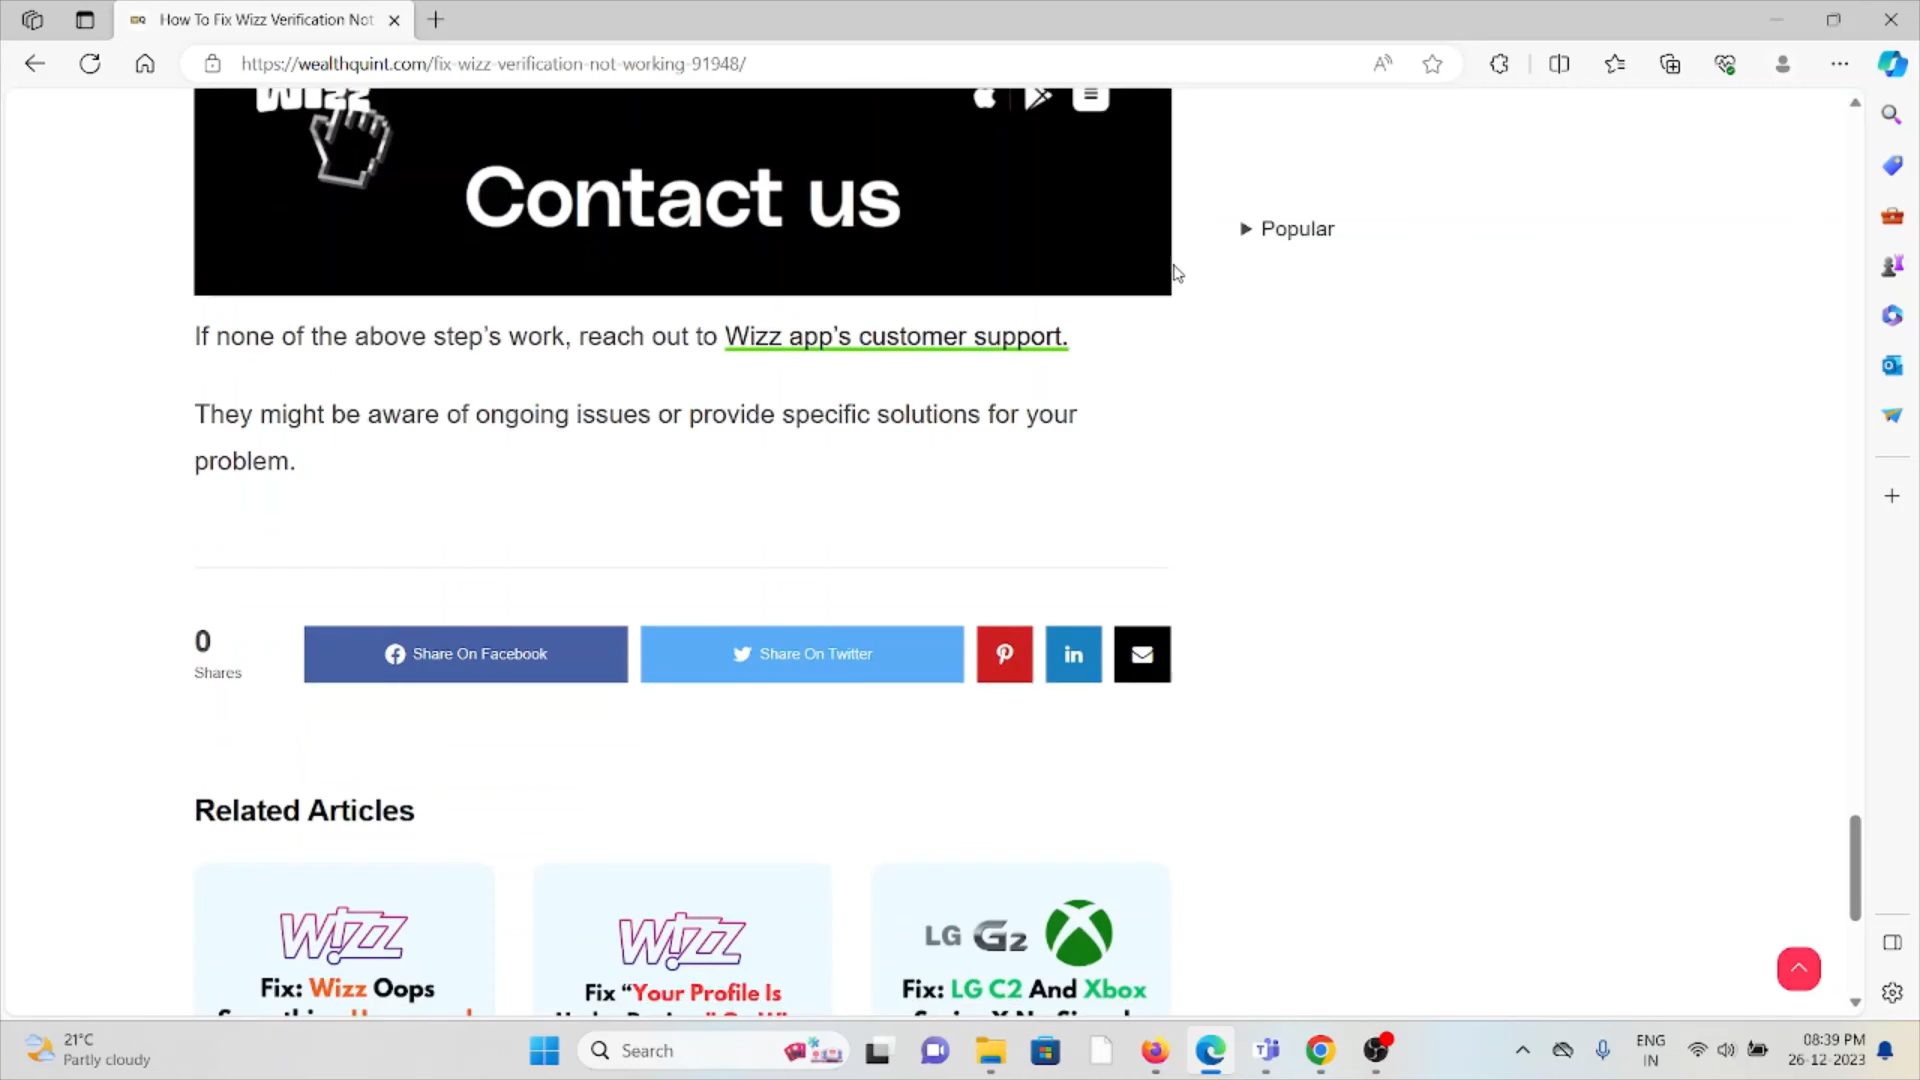 How To Fix Wizz Verification Not
https://wealthquint.com/fix-wizz-verification-not-working-91948/
Wizz
Contact us
Popular
If none of the above step's work, reach out to Wizz app's customer support.
They might be aware of ongoing issues or provide specific solutions for your
problem.
0
Shares
Share On Facebook
Share On Twitter
Related Articles
Wizz
Wizz
LG G2
Fix: Wizz Oops
Fix “Your Profile Is
Fix: LG C2 And Xbox
21°C
Partly cloudy
Search
ENG
IN
08:39 PM
26-12-2023